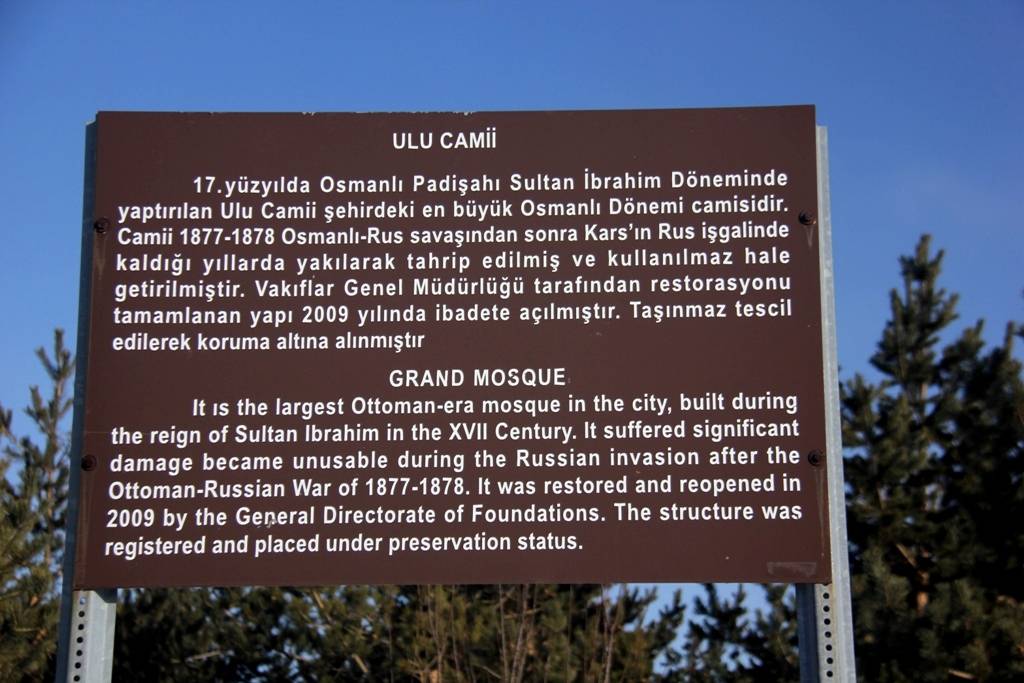 ULU CAMİİ
17.yüzyılda Osmanlı Padişahı Sultan İbrahim Döneminde
yaptırılan Ulu Camii şehirdeki en büyük Osmanlı Dönemi camisidir.
Camii 1877-1878 Osmanlı-Rus savaşından sonra Kars'ın Rus işgalinde
kaldığı yıllarda yakılarak tahrip edilmiş ve kullanılmaz hale
getirilmiştir. Vakıflar Genel Müdürlüğü tarafından restorasyonu
tamamlanan yapı 2009 yılında ibadete açılmıştır. Taşınmaz tescil
edilerek koruma altına alınmıştır
GRAND MOSQUE
It ıs the largest Ottoman-era mosque in the city, built during
the reign of Sultan Ibrahim in the XVII Century. It suffered significant
damage became unusable during the Russian invasion after the
Ottoman-Russian War of 1877-1878. It was restored and reopened in
2009 by the General Directorate of Foundations. The structure was
registered and placed under preservation status.